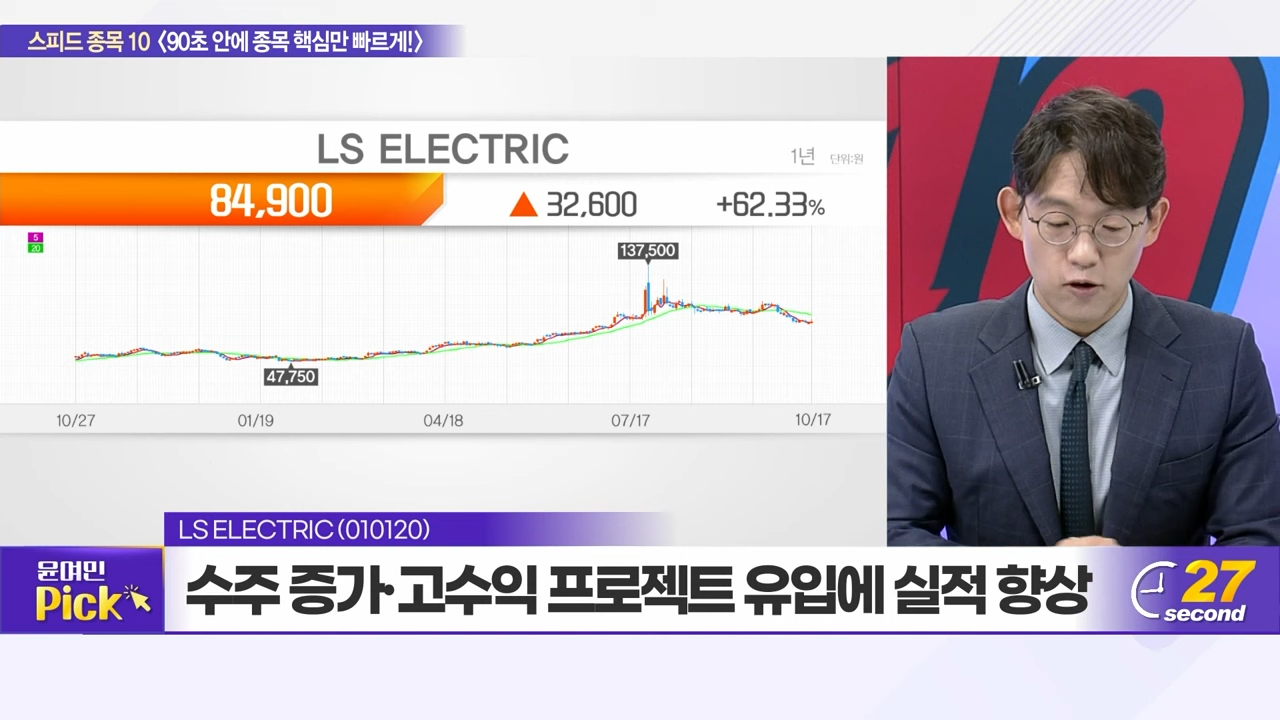 스피드 종목 10 〈90초 안에 종목 핵심만 빠르게!〉
LS ELECTRIC
1년 단위:원
84,900 ▲ 32,600 +62.33%
5
20
137,500
47,750
10/27 01/19 04/18 07/17 10/17
LS ELECTRIC (010120)
윤여민
Pick
수주 증가·고수익 프로젝트 유입에 실적 향상
27
second